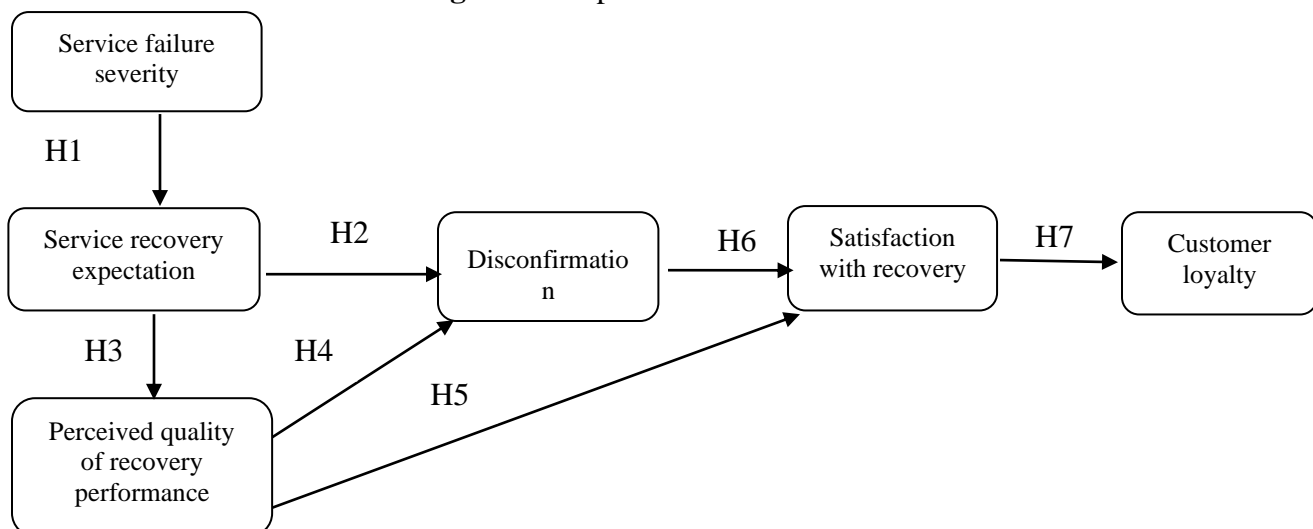 Service failure
severity
H1
Service recovery
expectation
H2
Disconfirmatio
n
H6
Satisfaction
with recovery
H7
Customer
loyalty
H3
H4
H5
Perceived quality
of recovery
performance